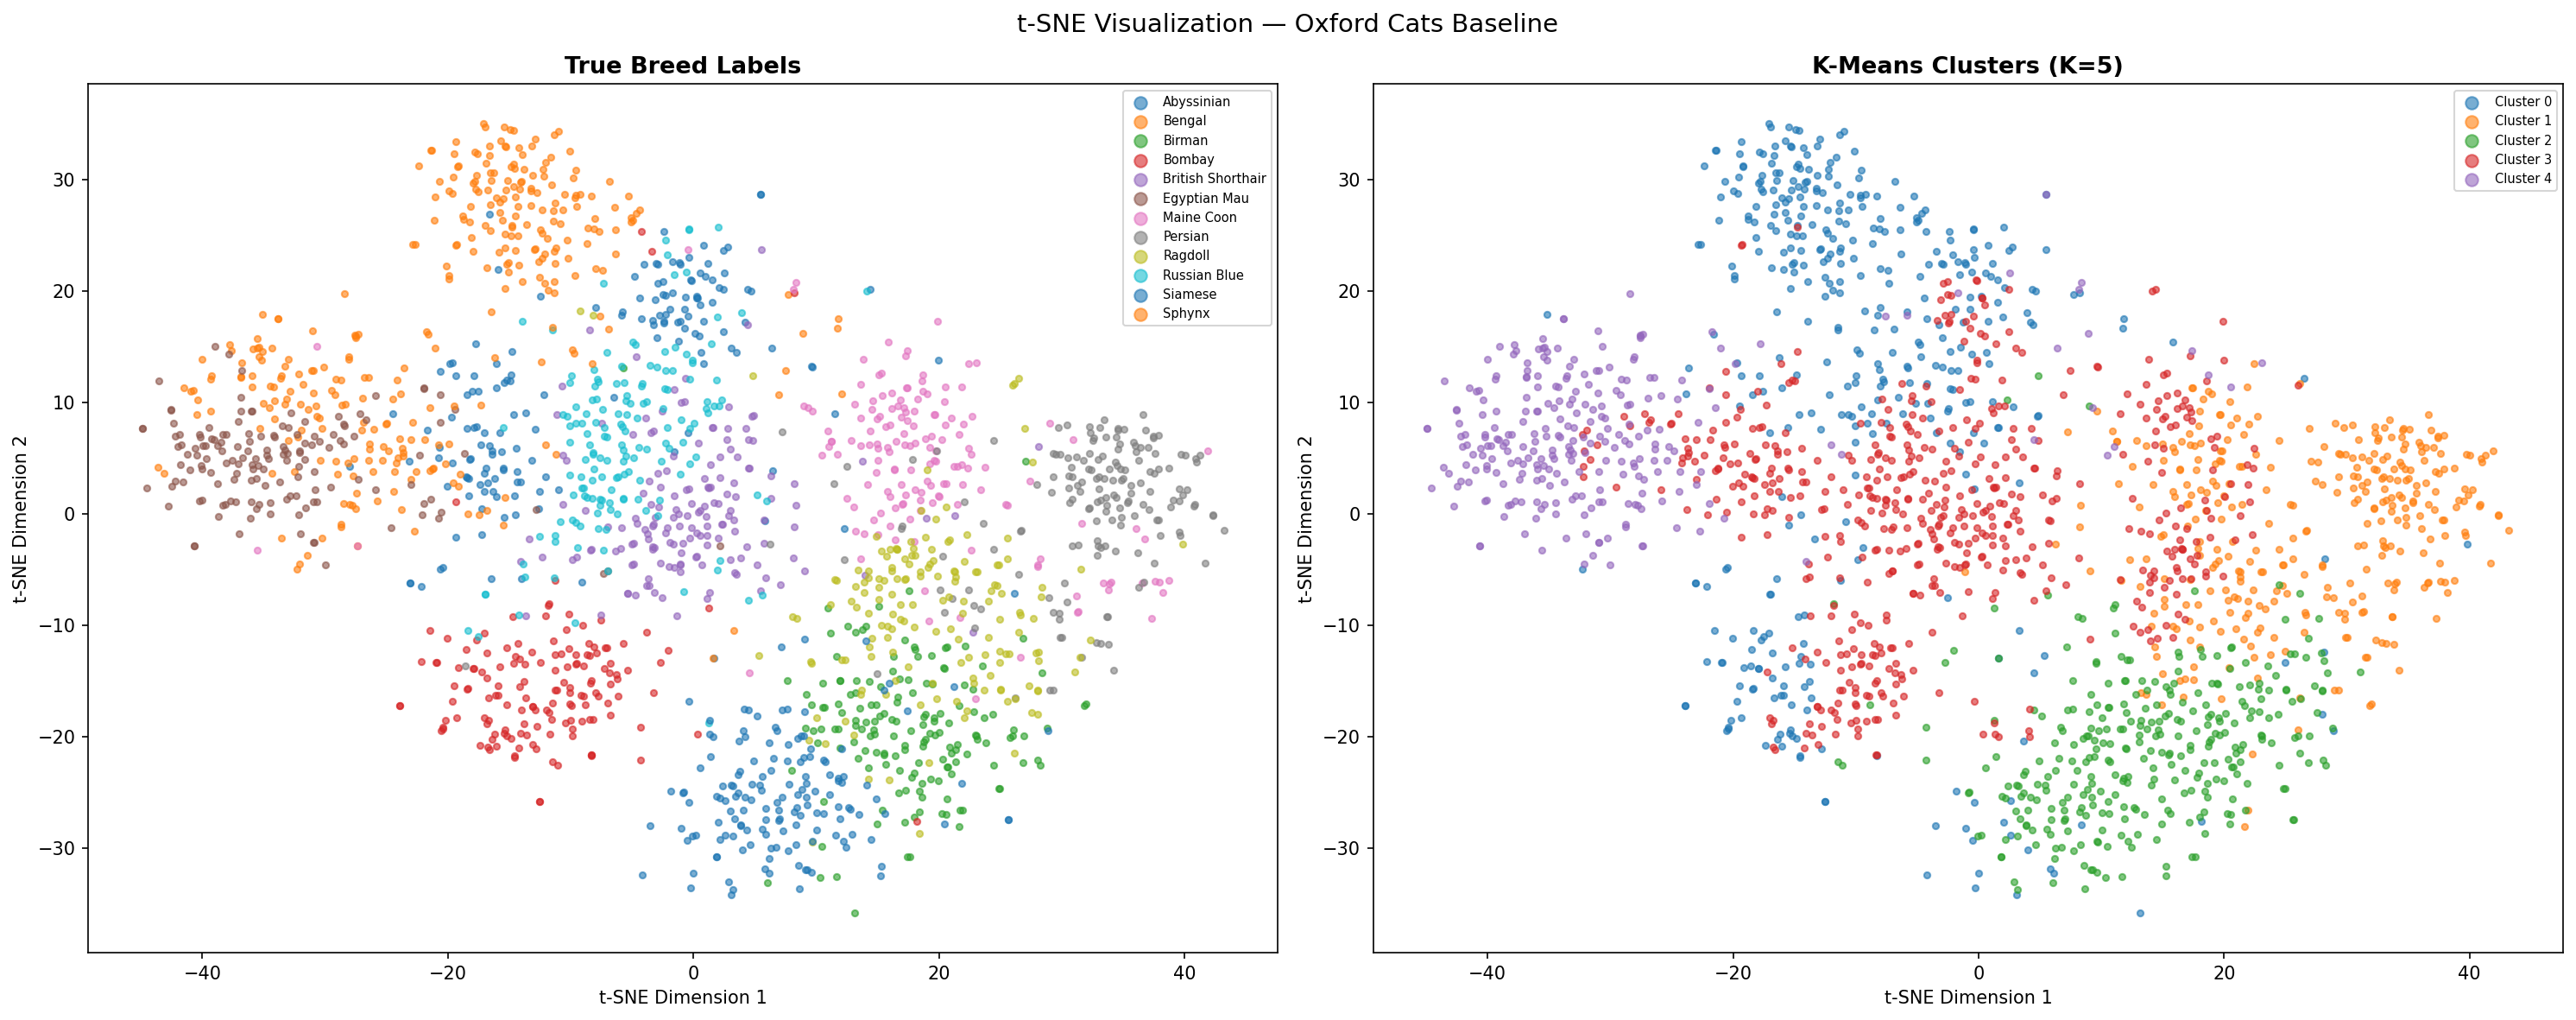 t-SNE Visualization — Oxford Cats Baseline
True Breed Labels
Abyssinian
Bengal
Birman
Bombay
British Shorthair
Egyptian Mau
Maine Coon
Persian
Ragdoll
Russian Blue
Siamese
Sphynx
t-SNE Dimension 2
30
20
10
0
−10
−20
−30
−40
−20
0
20
40
t-SNE Dimension 1
K-Means Clusters (K=5)
Cluster 0
Cluster 1
Cluster 2
Cluster 3
Cluster 4
t-SNE Dimension 2
30
20
10
0
−10
−20
−30
−40
−20
0
20
40
t-SNE Dimension 1